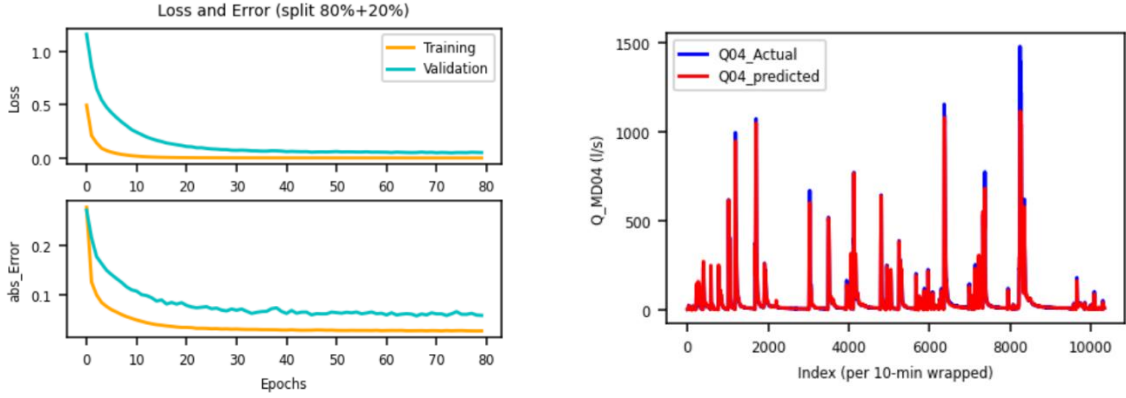 Loss and Error (split 80%+20%)
Training
Validation
Loss
1.0
0.5
0.0
0 10 20 30 40 50 60 70 80
abs_Error
0.2
0.1
0 10 20 30 40 50 60 70 80
Epochs
Q04_Actual
Q04_predicted
Q_MD04 (l/s)
1500
1000
500
0
0 2000 4000 6000 8000 10000
Index (per 10-min wrapped)